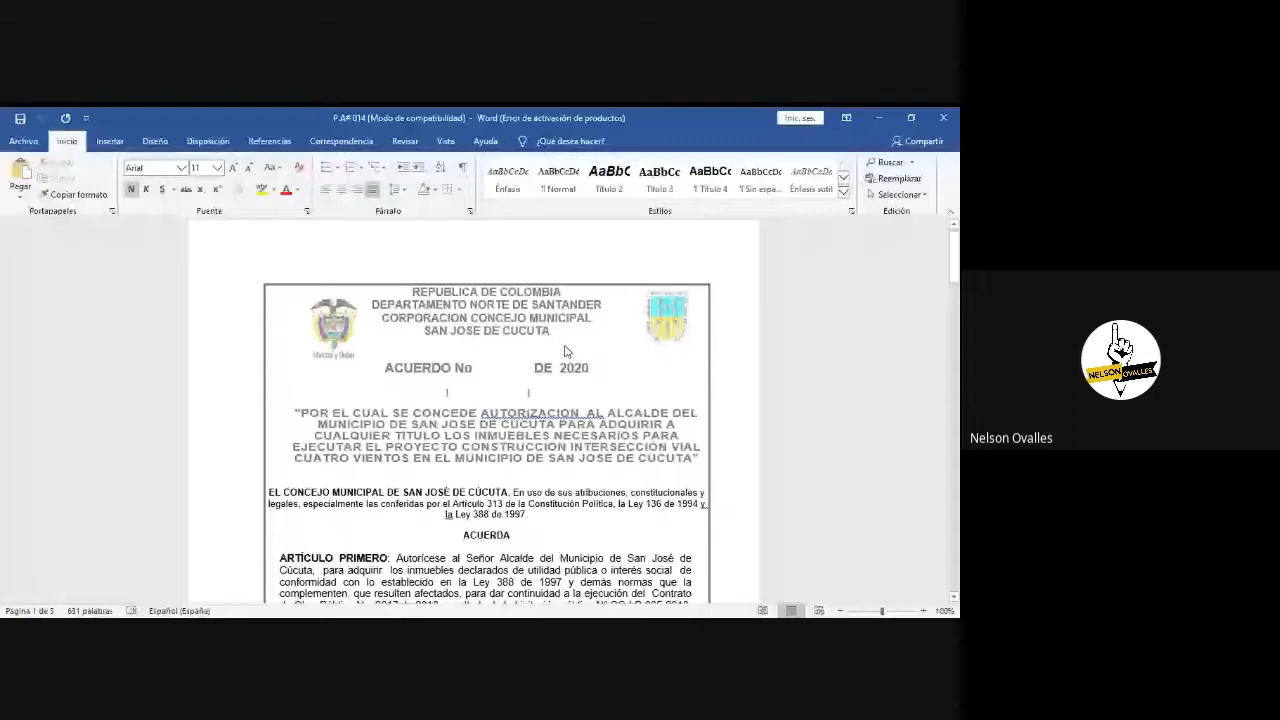 P.A# 014 [Modo de compatibilidad] - Word (Error de activación de productos)
Inic. ses.
Archivo Inicio Insertar Diseño Disposición Referencias Correspondencia Revisar Vista Ayuda ¿Qué desea hacer? Compartir
Pegar
Copiar formato
Portapapeles
Arial 11
Fuente
Párrafo
AaBbCcDc AaBbCcDc AaBbC AaBbCc AaBbCc AaBbCcDc AaBbCcDc
Énfasis ¶ Normal Título 2 Título 3 ¶ Título 4 ¶ Sin espa... Énfasis sutil
Estilos
Buscar
Reemplazar
Seleccionar
Edición
REPUBLICA DE COLOMBIA
DEPARTAMENTO NORTE DE SANTANDER
CORPORACION CONCEJO MUNICIPAL
SAN JOSE DE CUCUTA
Libertad y Orden
ACUERDO No DE 2020
"POR EL CUAL SE CONCEDE AUTORIZACION AL ALCALDE DEL
MUNICIPIO DE SAN JOSE DE CÚCUTA PARA ADQUIRIR A
CUALQUIER TITULO LOS INMUEBLES NECESARIOS PARA
EJECUTAR EL PROYECTO CONSTRUCCION INTERSECCIÓN VIAL
CUATRO VIENTOS EN EL MUNICIPIO DE SAN JOSE DE CÚCUTA"
EL CONCEJO MUNICIPAL DE SAN JOSÉ DE CÚCUTA, En uso de sus atribuciones, constitucionales y
legales, especialmente las conferidas por el Artículo 313 de la Constitución Política, la Ley 136 de 1994 y
la Ley 388 de 1997.
ACUERDA
ARTÍCULO PRIMERO: Autorícese al Señor Alcalde del Municipio de San José de
Cúcuta, para adquirir los inmuebles declarados de utilidad pública o interés social de
conformidad con lo establecido en la Ley 388 de 1997 y demás normas que la
complementen, que resulten afectados, para dar continuidad a la ejecución del Contrato
Página 1 de 3 631 palabras Español (España) 100%
NELSON
OVALLES
Nelson Ovalles